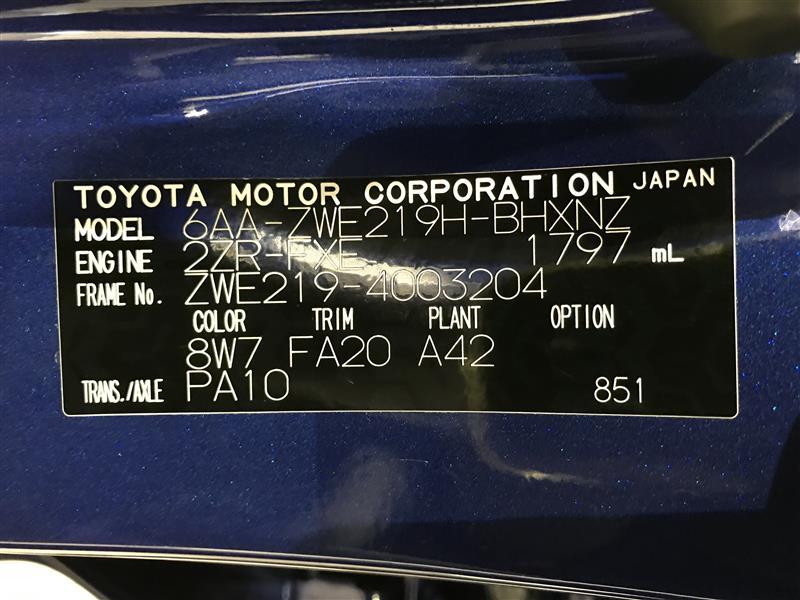 TOYOTA MOTOR CORPORATION JAPAN
MODEL 6AA-ZWE219H-BHXNZ
ENGINE 2ZR-FXE 1797 mL
FRAME No. ZWE219-4003204
COLOR TRIM PLANT OPTION
8W7 FA20 A42
TRANS./AXLE PA10 851